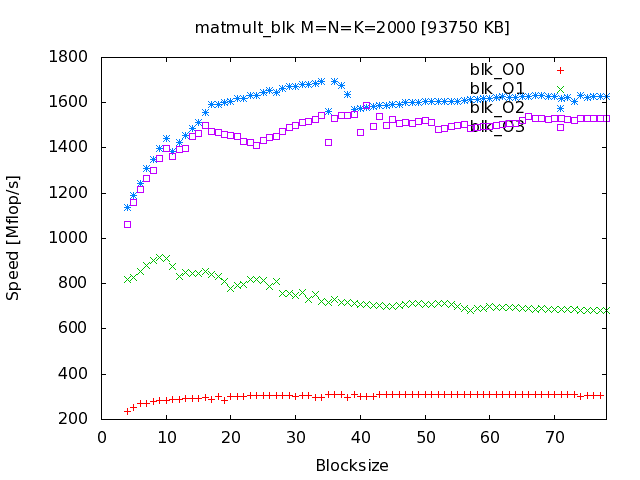 matmult_blk M=N=K=2000 [93750 KB]
1800
1600
1400
1200
1000
800
600
400
200
0
10
20
30
40
50
60
70
Speed [Mflop/s]
Blocksize
blk_O0
blk_O1
blk_O2
blk_O3